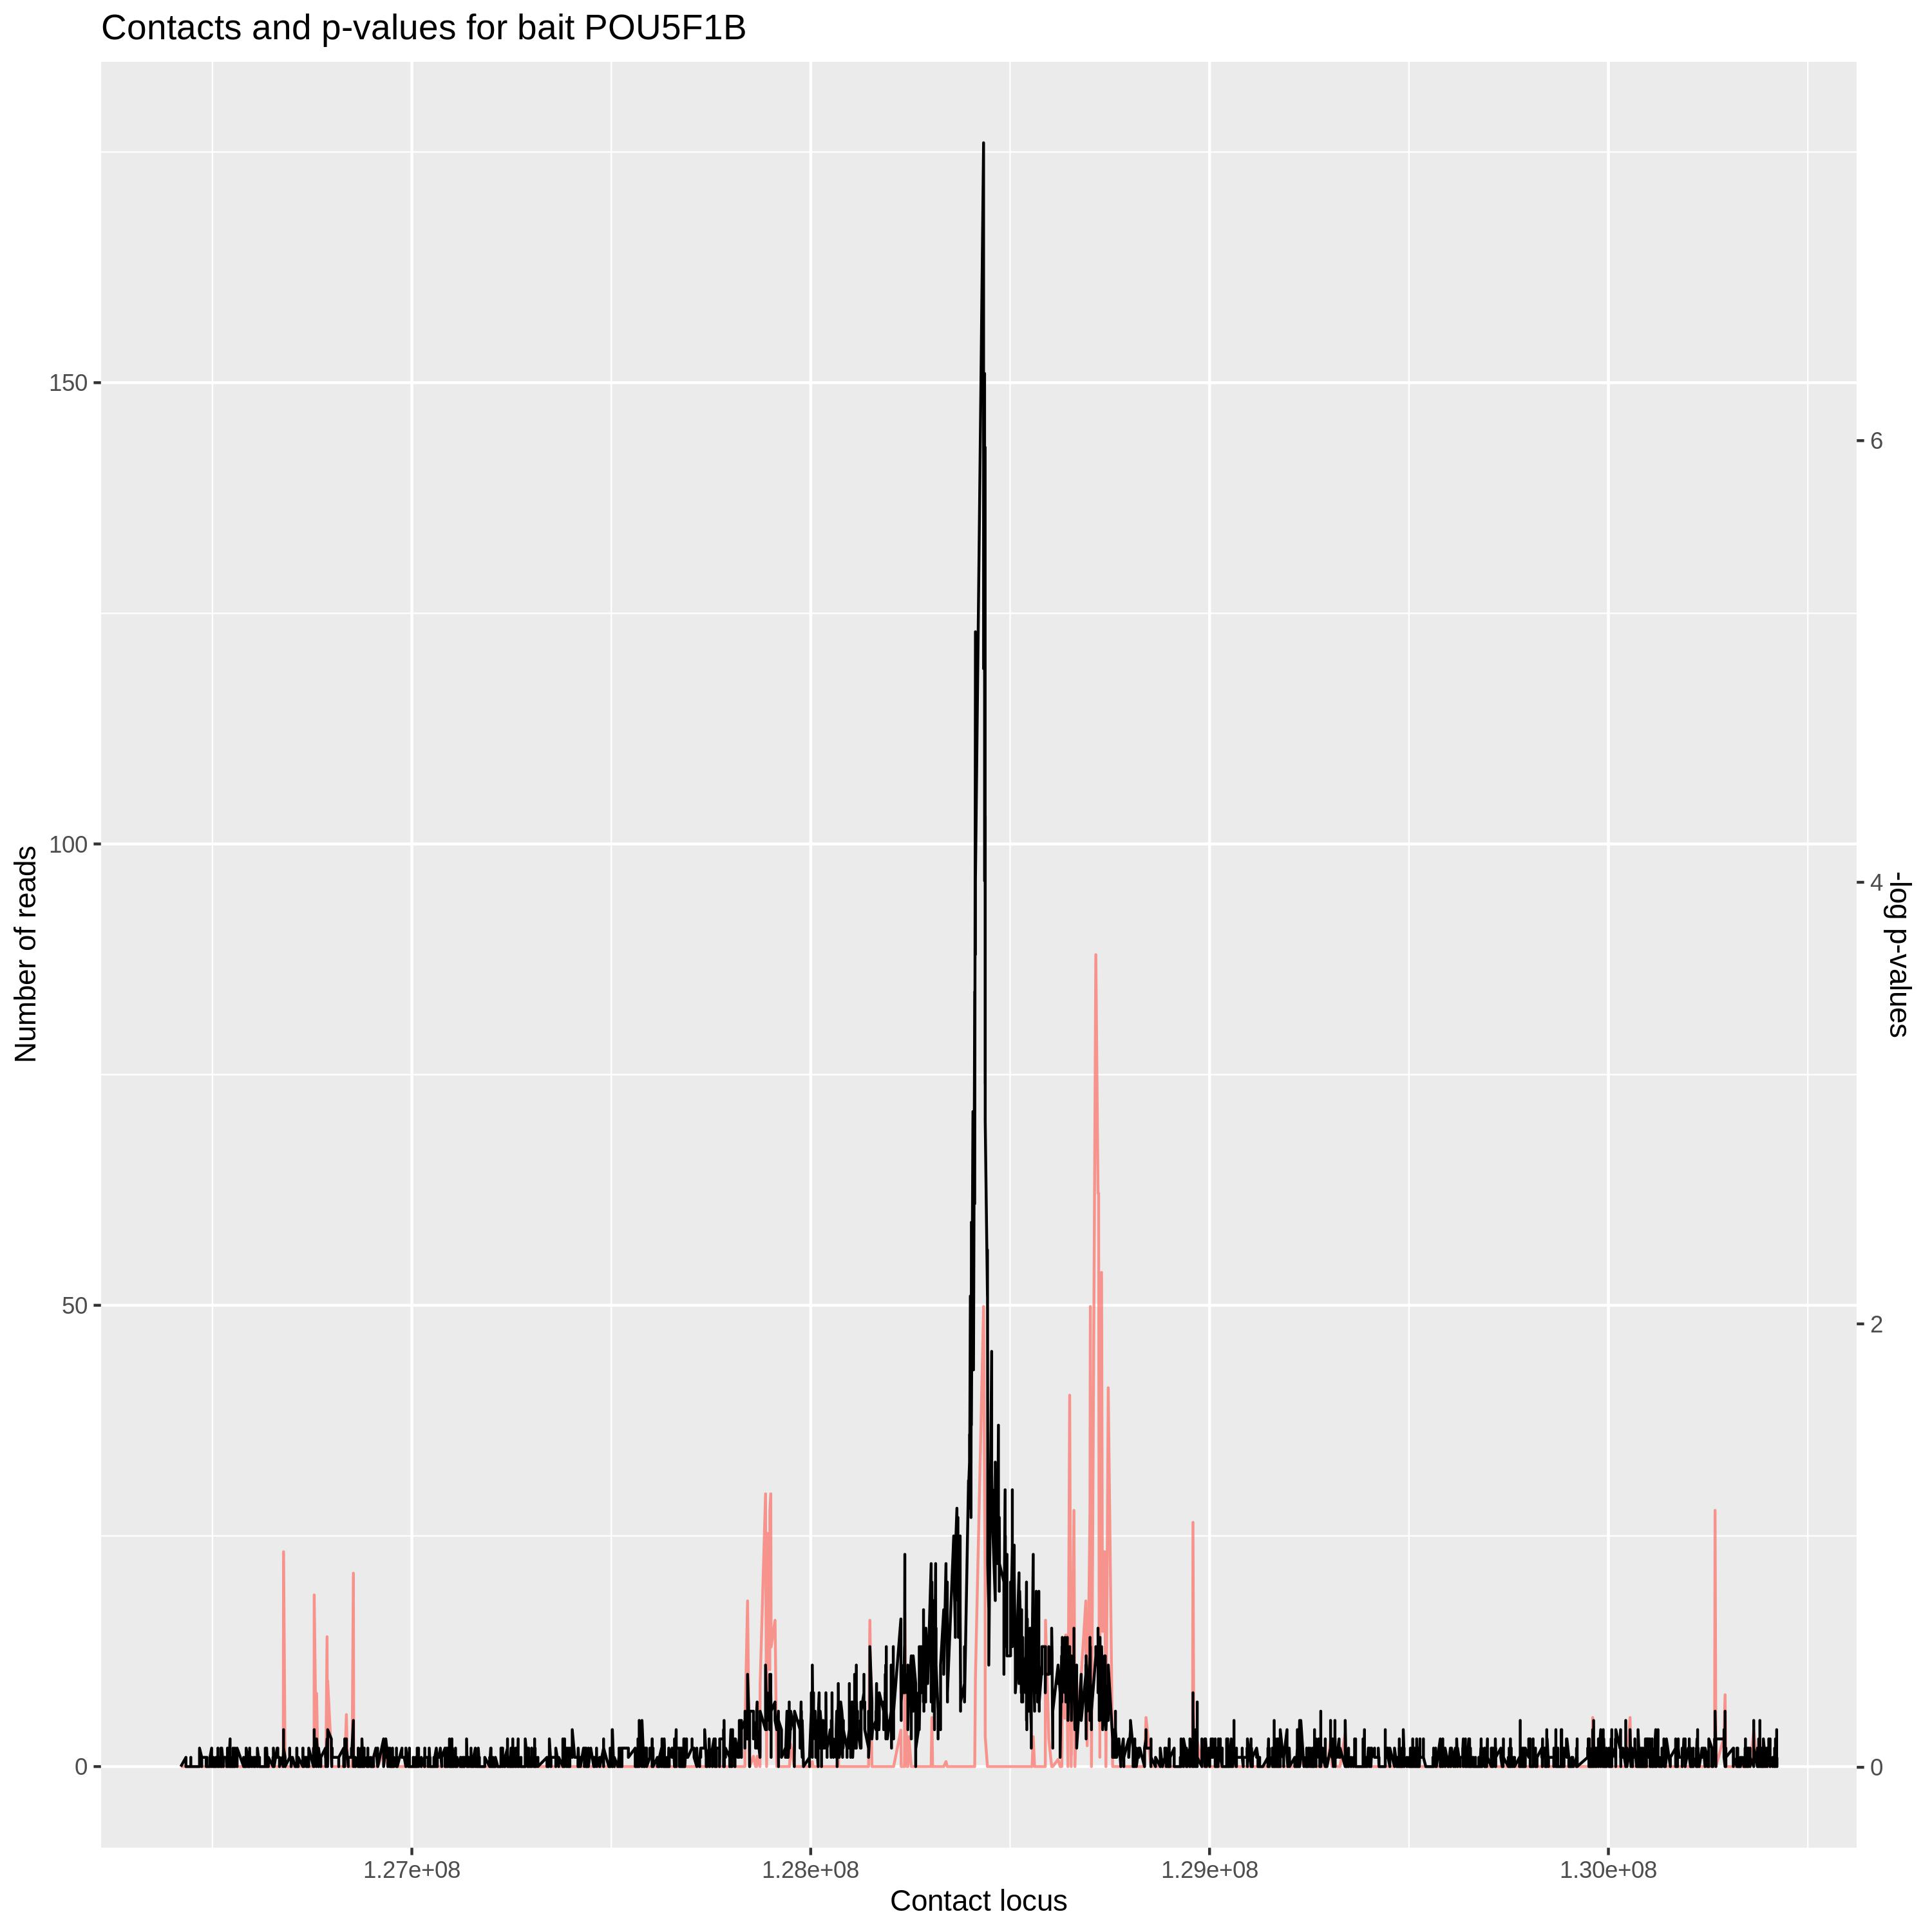 Contacts and p-values for bait POU5F1B
150
100
50
0
Number of reads
6
4
2
0
-log p-values
1.27e+08
1.28e+08
1.29e+08
1.30e+08
Contact locus